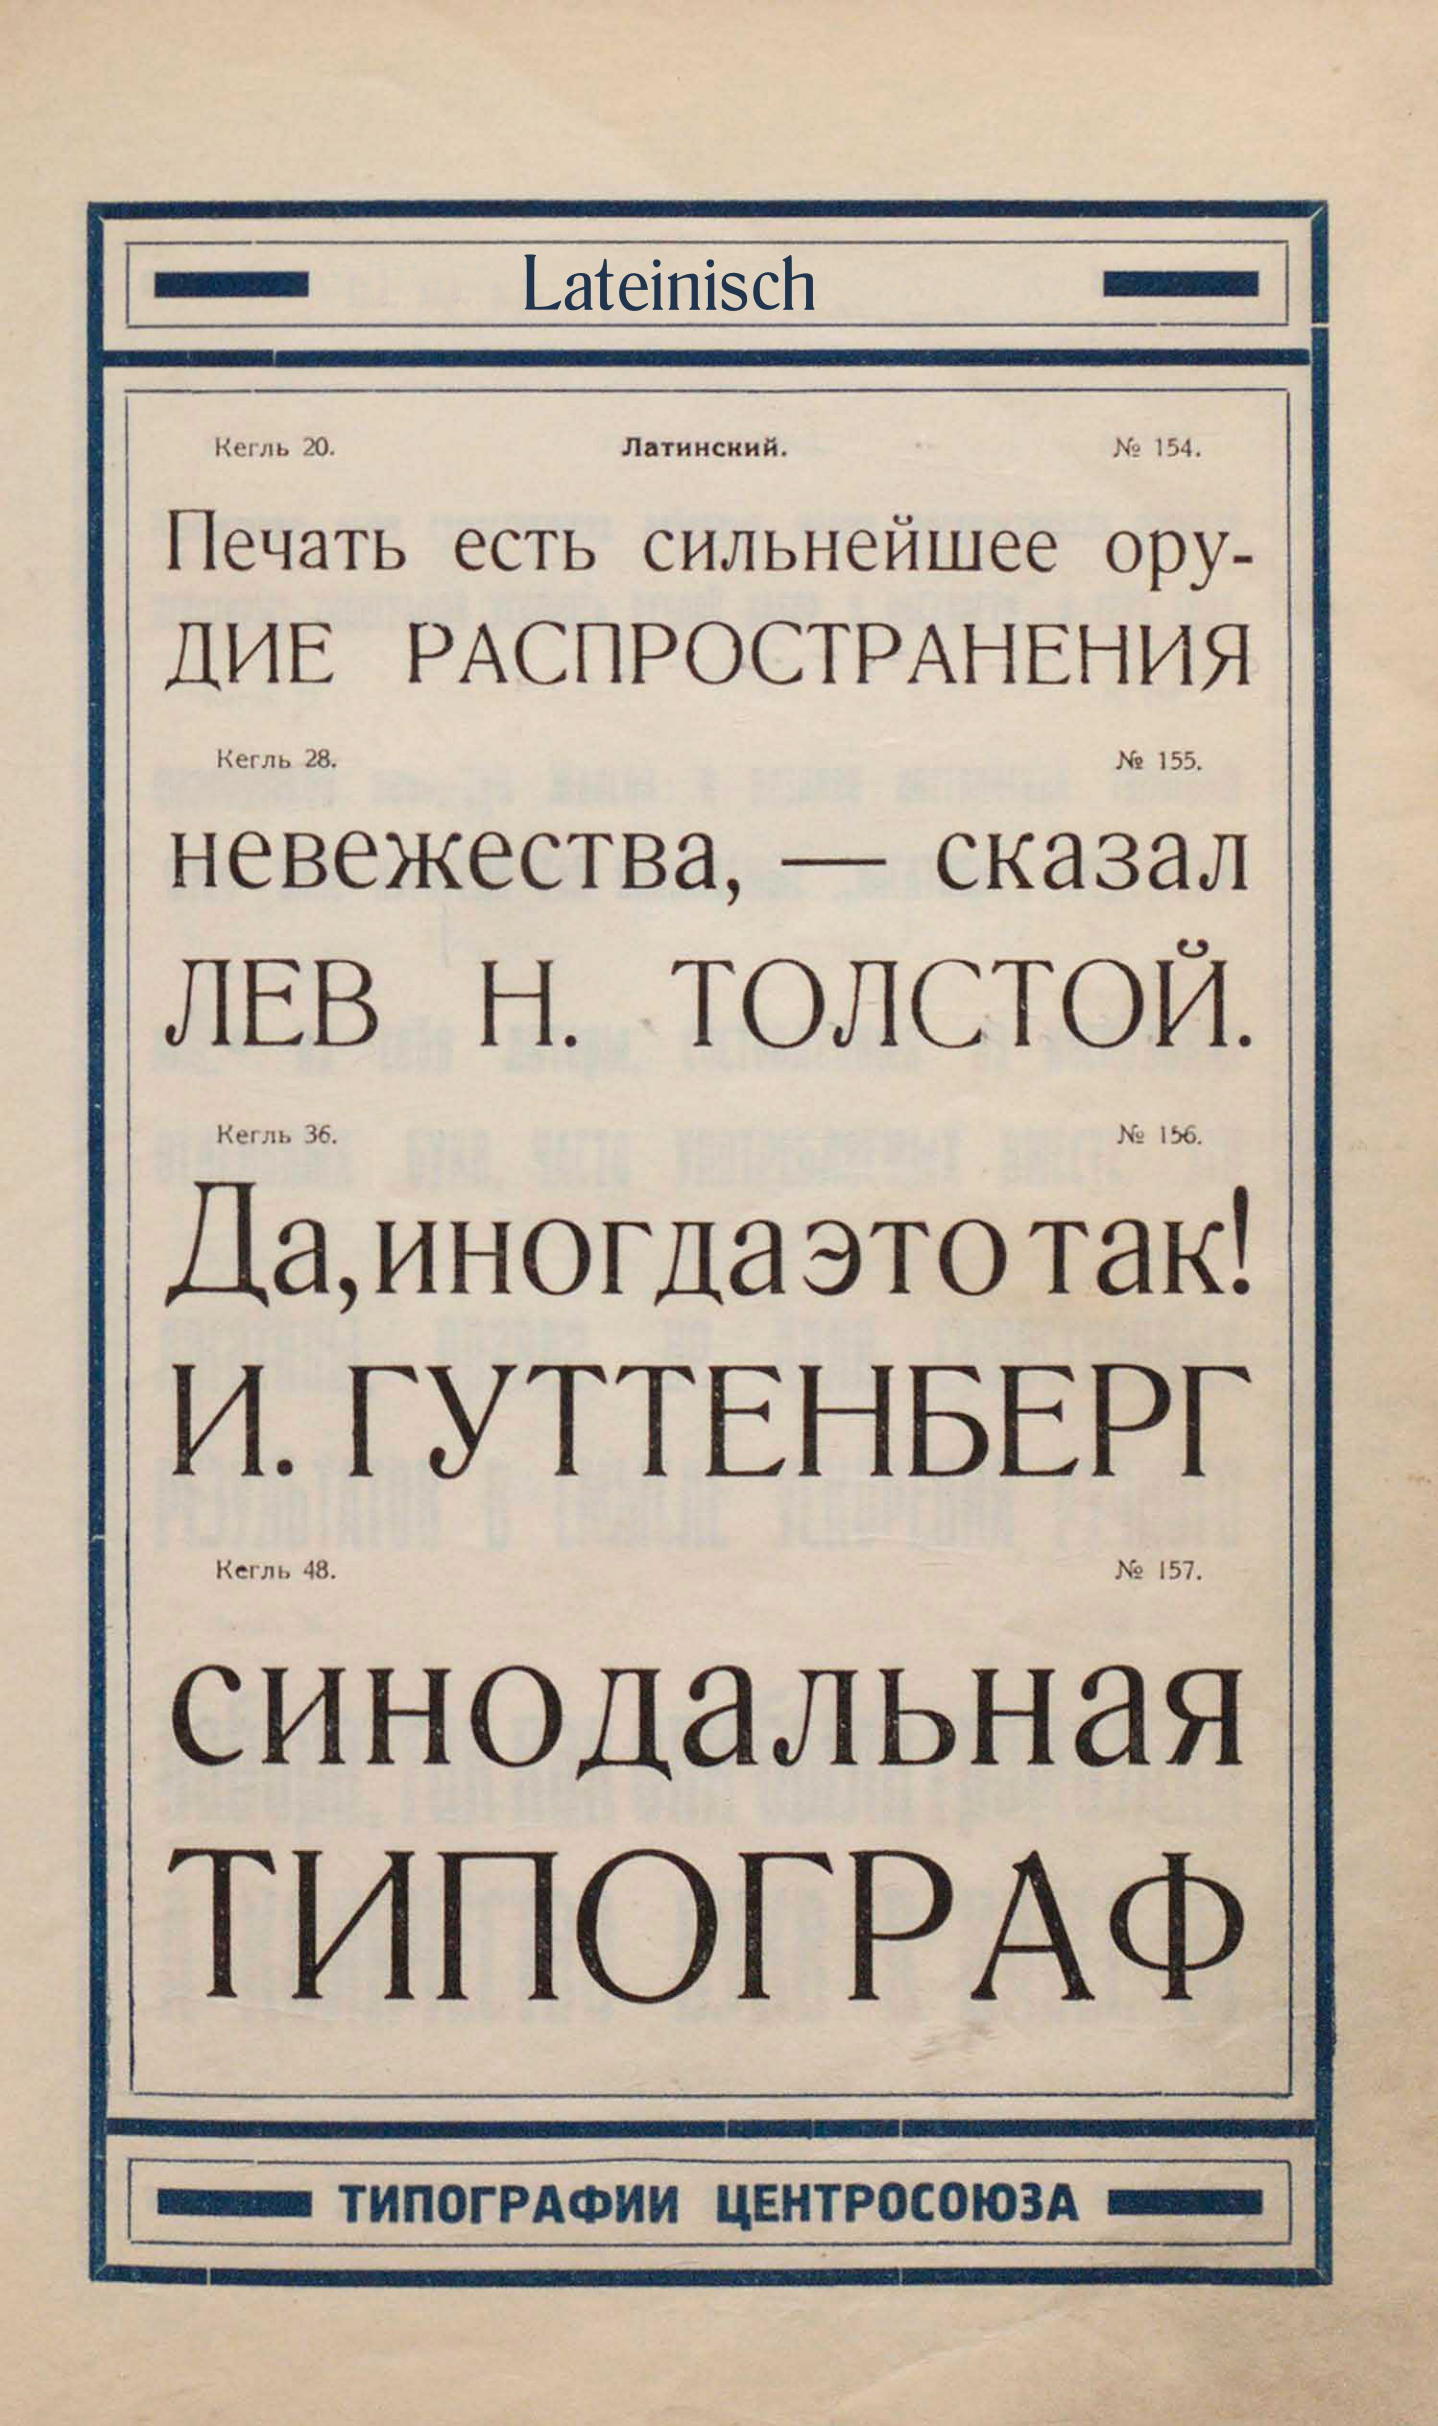 Lateinisch
Кегль 20. Латинский. № 154.
Печать есть сильнейшее ору-
ДИЕ РАСПРОСТРАНЕНИЯ
Кегль 28. № 155.
невежества, — сказал
ЛЕВ Н. ТОЛСТОЙ.
Кегль 36. № 156.
Да, иногда это так!
И. ГУТТЕНБЕРГ
Кегль 48. № 157.
синодальная
ТИПОГРАФ
ТИПОГРАФИИ ЦЕНТРОСОЮЗА